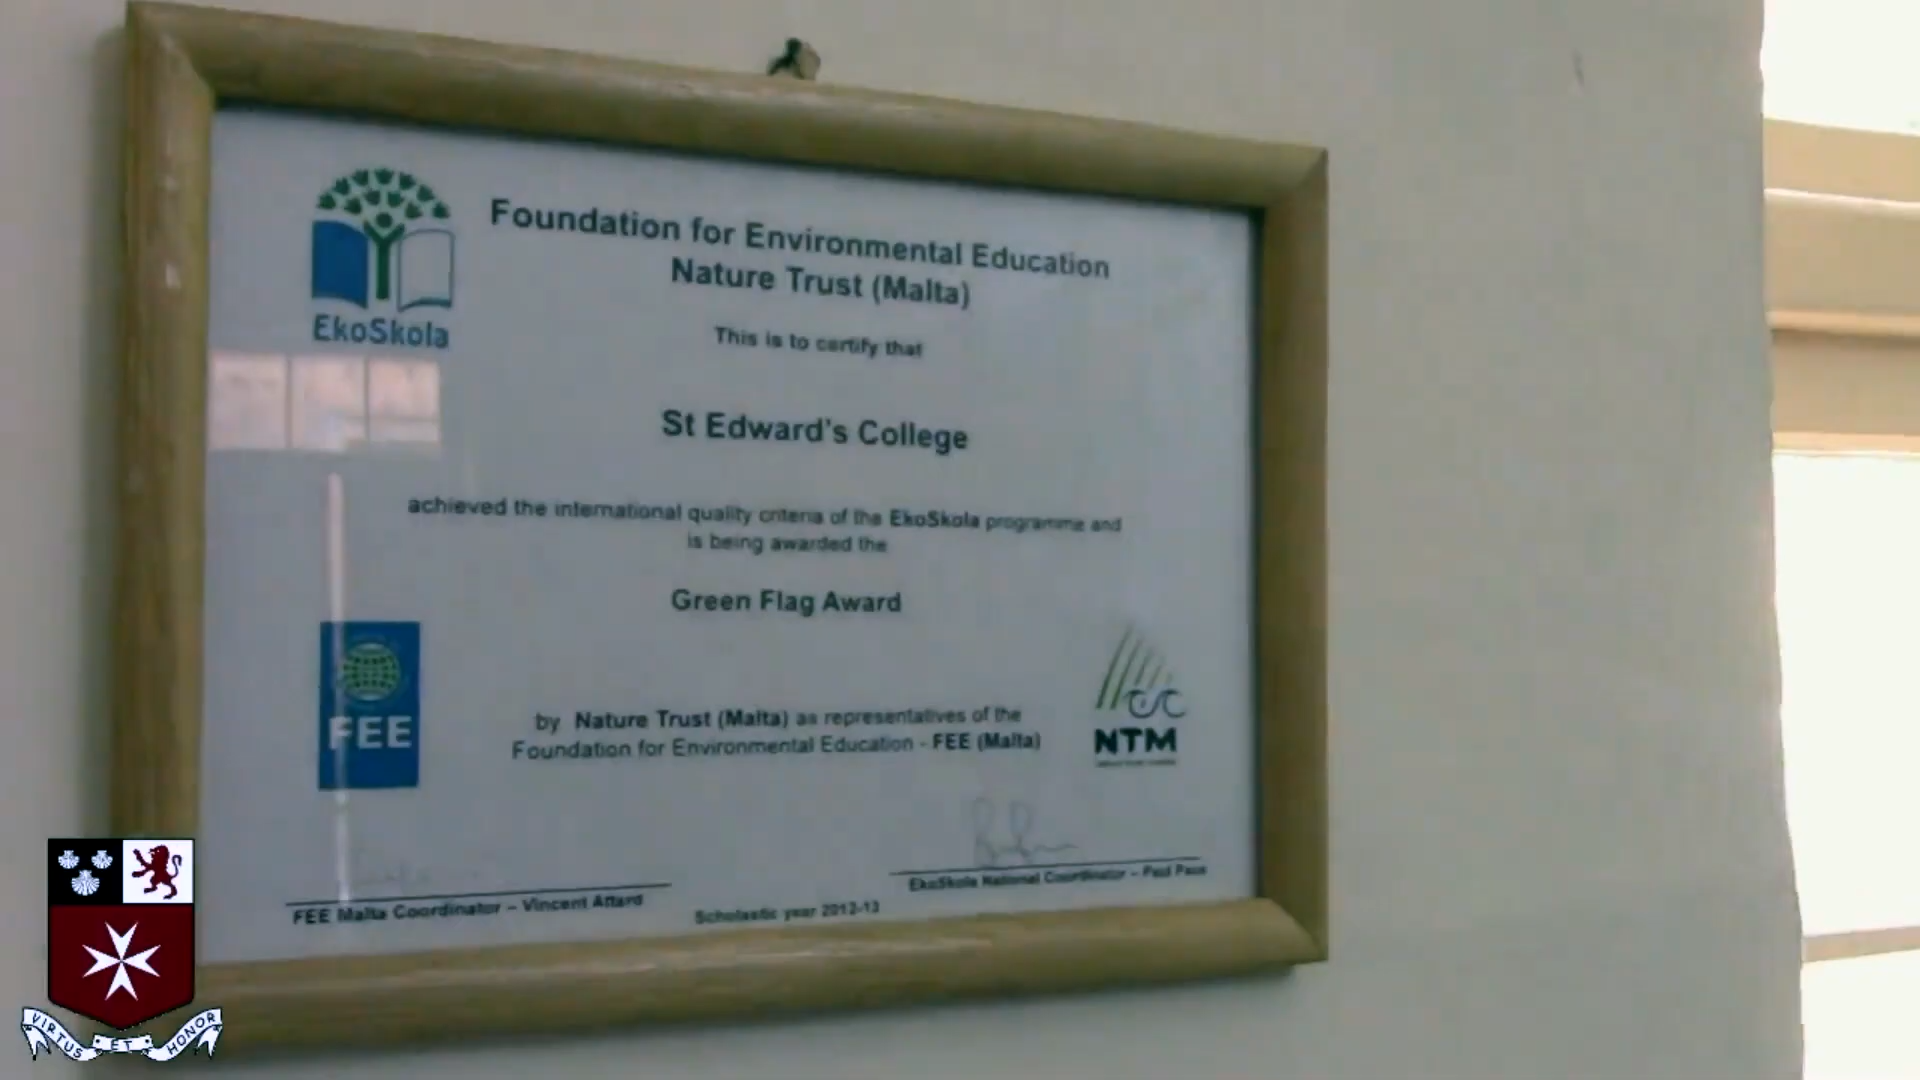 EkoSkola
Foundation for Environmental Education
Nature Trust (Malta)
This is to certify that
St Edward's College
achieved the international quality criteria of the EkoSkola programme and
is being awarded the
Green Flag Award
FEE
by Nature Trust (Malta) as representatives of the
Foundation for Environmental Education - FEE (Malta)
NTM
FEE Malta Coordinator – Vincent Attard
Scholastic year 2012-13
EkoSkola National Coordinator – Paul Pace
VIRTUS ET HONOR